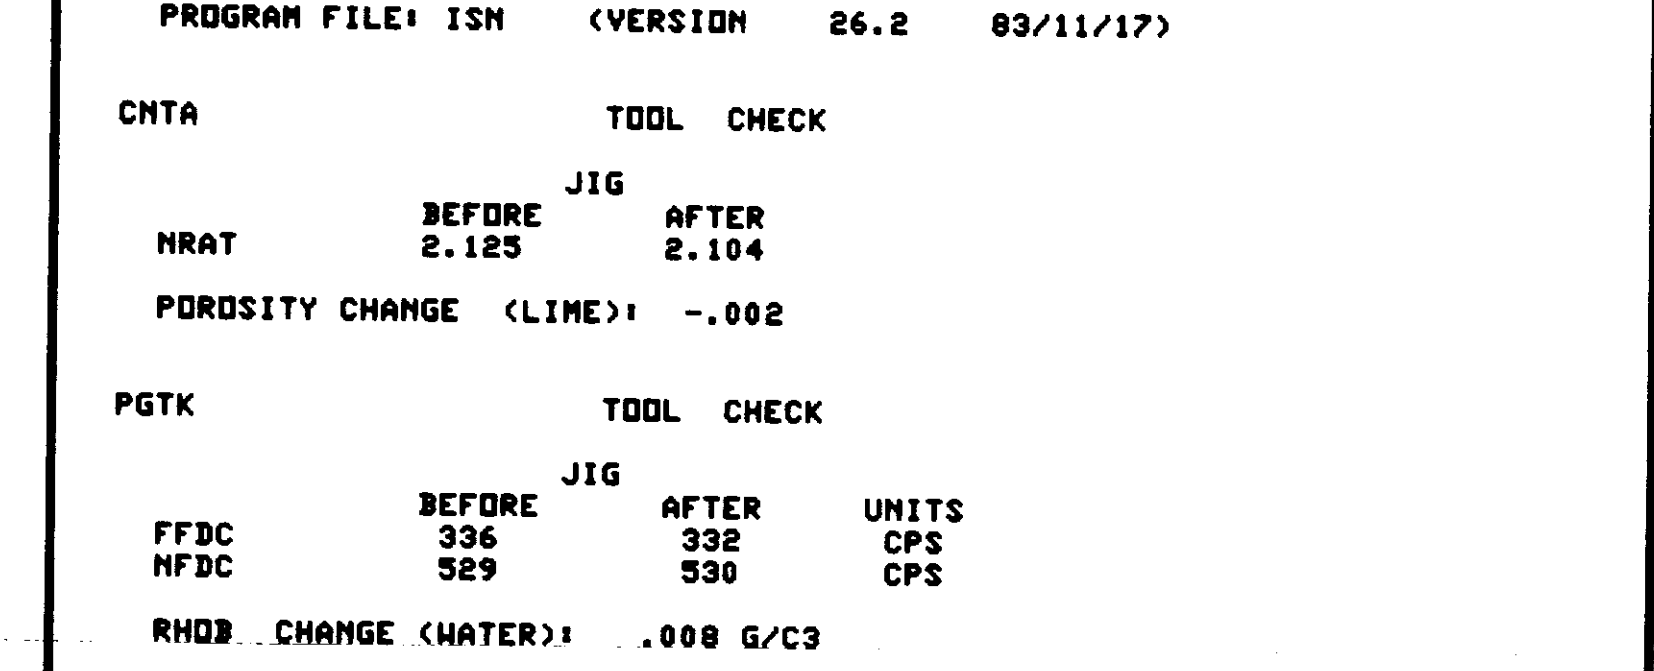 PROGRAM FILE: ISN (VERSION 26.2 83/11/17)
CNTA TOOL CHECK
JIG
BEFORE AFTER
NRAT 2.125 2.104
POROSITY CHANGE (LIME): -.002
PGTK TOOL CHECK
JIG
BEFORE AFTER UNITS
FFDC 336 332 CPS
NFDC 529 530 CPS
RHOB CHANGE (WATER): .008 G/C3